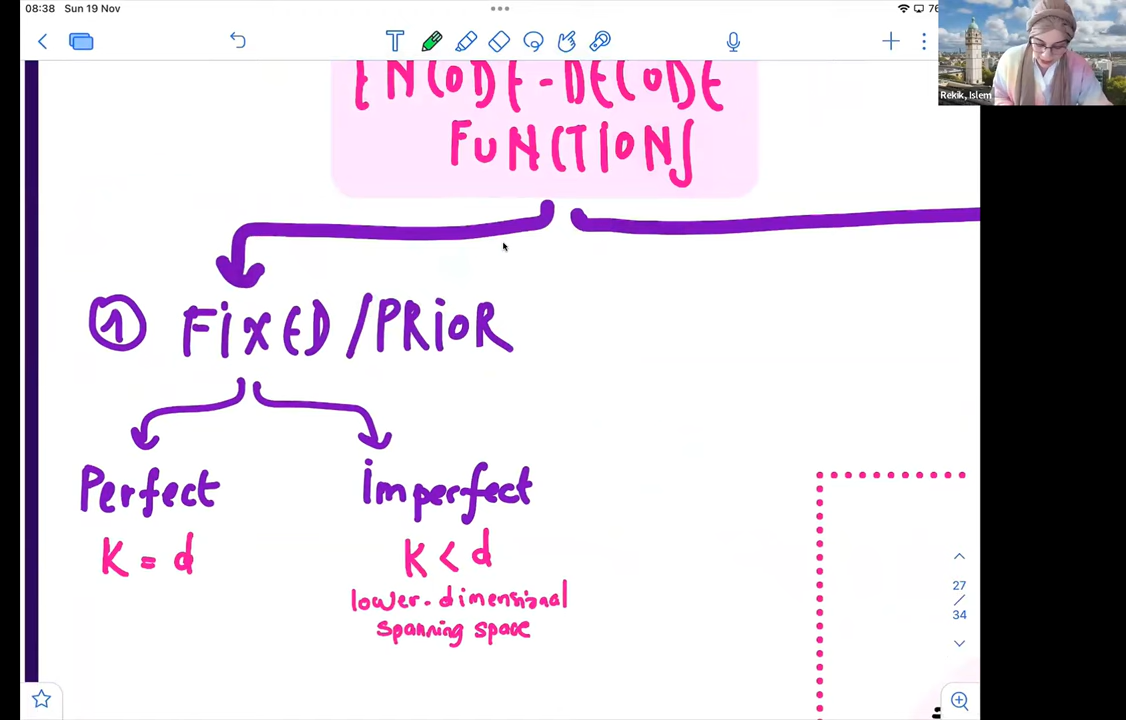 08:38 Sun 19 Nov
Rekik, Islem
ENCODE-DECODE
FUNCTIONS
1 FIXED/PRIOR
Perfect
K = d
imperfect
K < d
lower-dimensional
spanning space
27
/
34